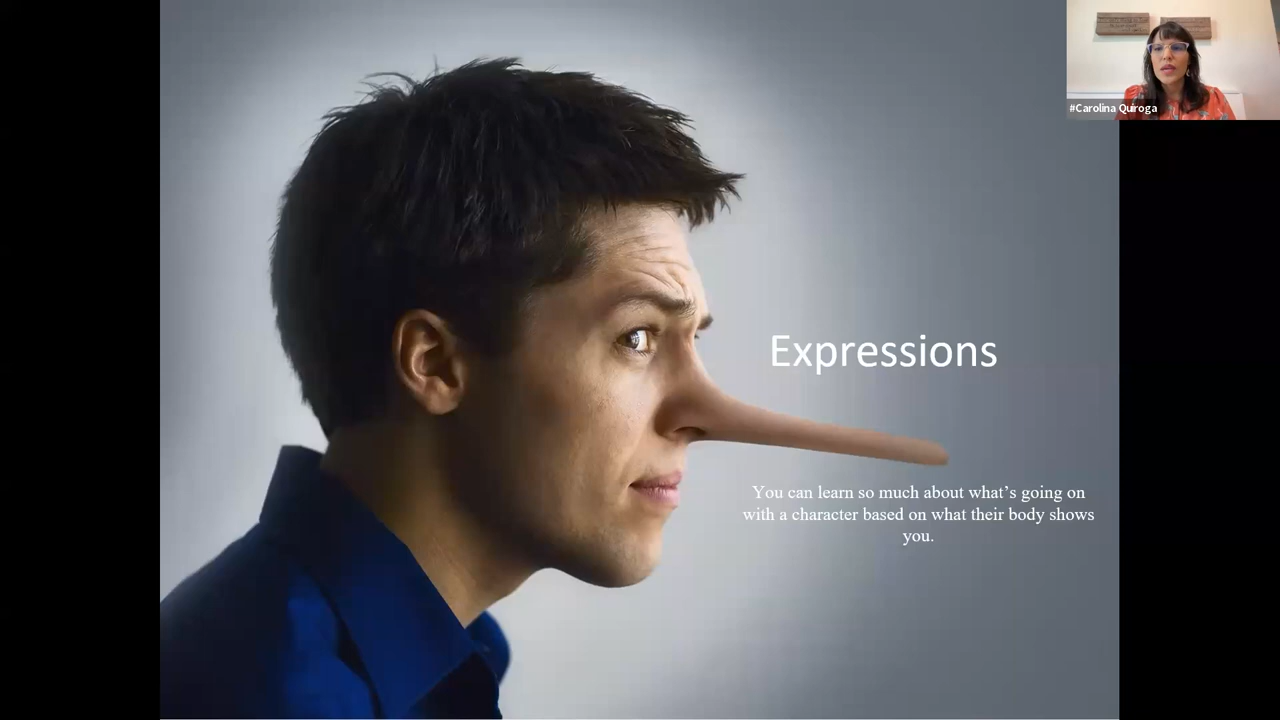 #Carolina Quiroga
Expressions
You can learn so much about what’s going on
with a character based on what their body shows
you.